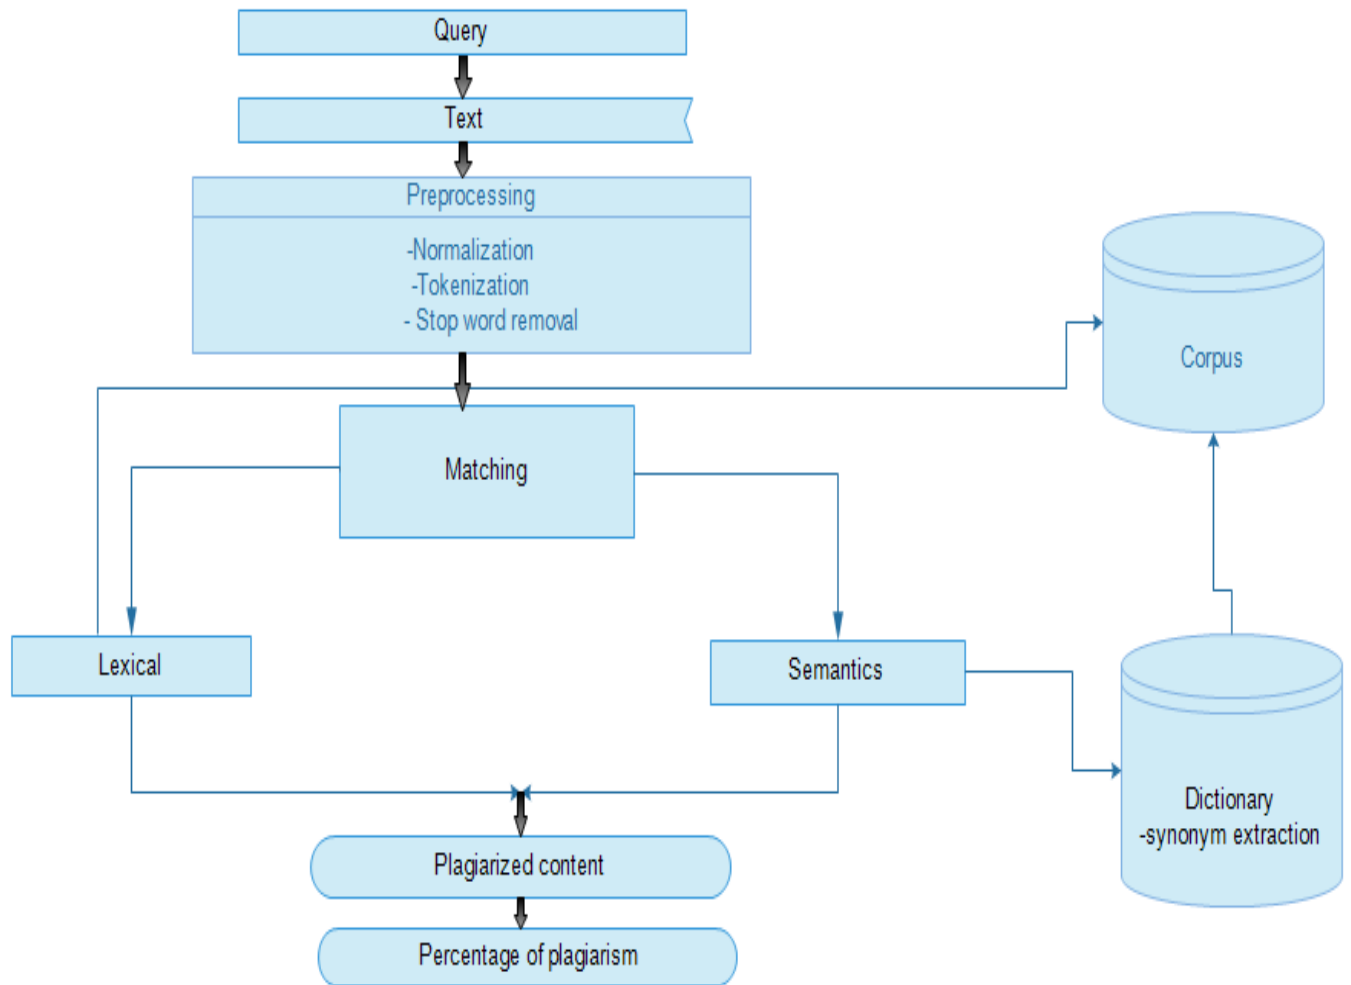 Query
Text
Preprocessing
-Normalization
-Tokenization
- Stop word removal
Corpus
Matching
Lexical
Semantics
Dictionary
-synonym extraction
Plagiarized content
Percentage of plagiarism